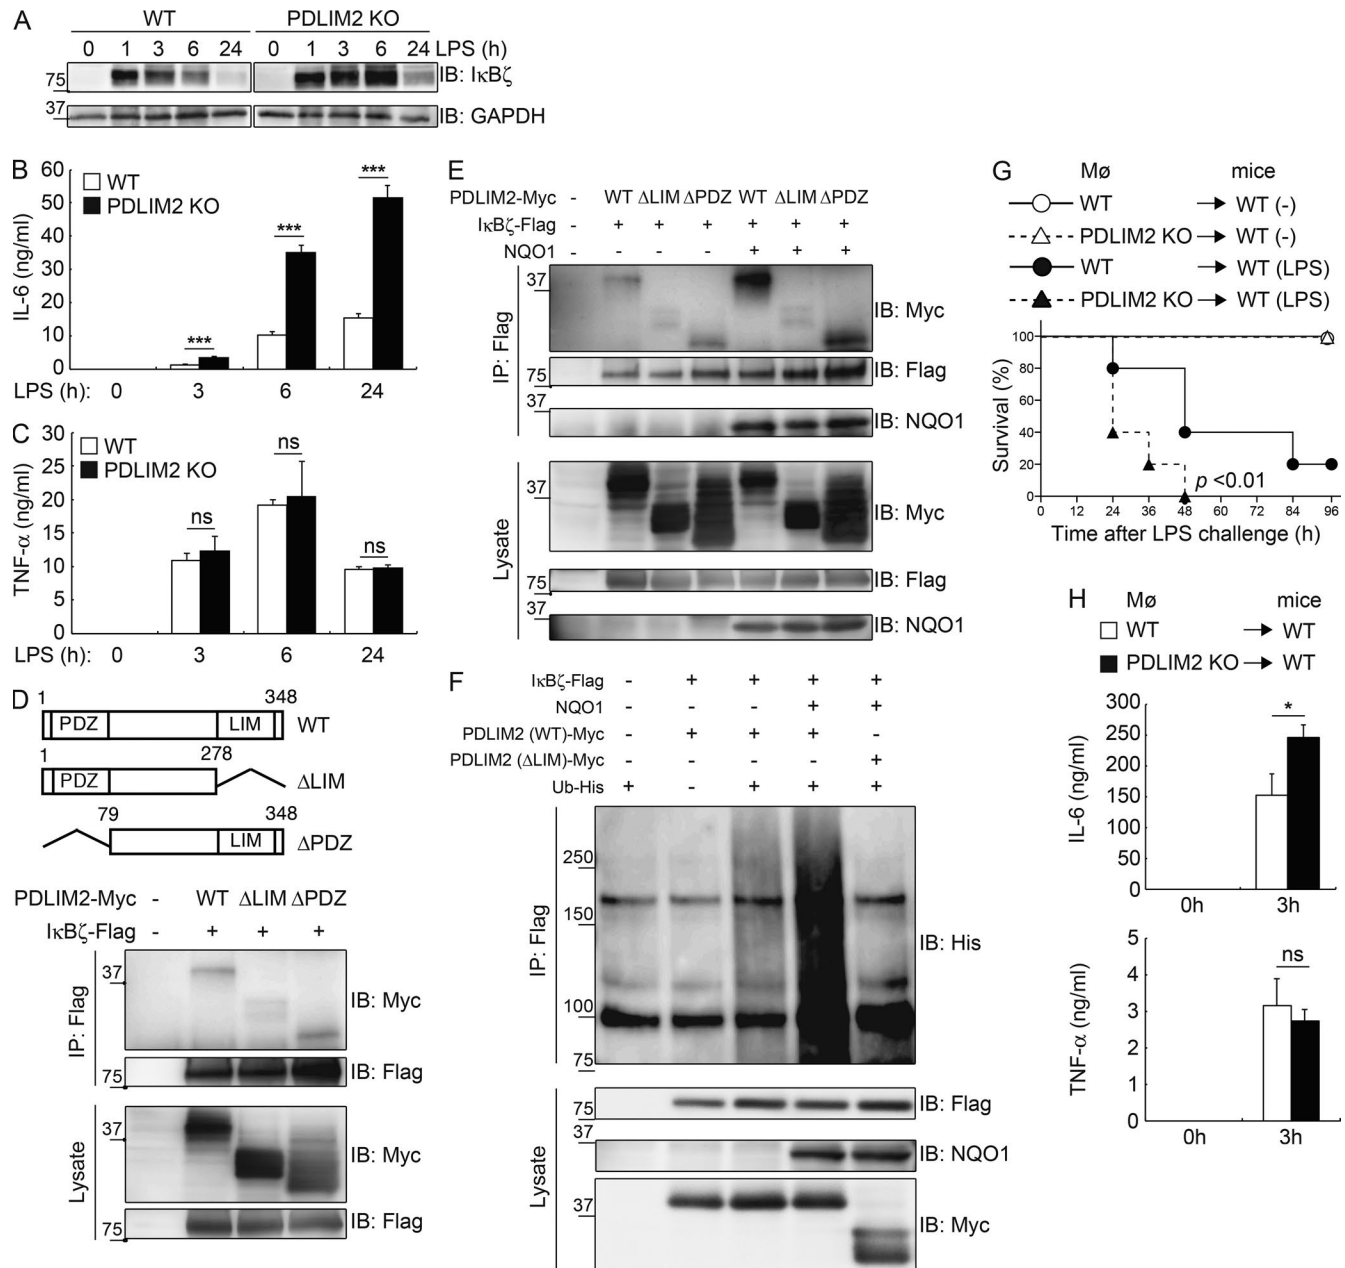 A
WT PDLIM2 KO
0 1 3 6 24 0 1 3 6 24 LPS (h)
75 IB: IκBζ
37 IB: GAPDH
B
IL-6 (ng/ml)
60
50
40
30
20
10
0
WT
PDLIM2 KO
*** *** ***
LPS (h): 0 3 6 24
C
TNF-α (ng/ml)
30
25
20
15
10
5
0
WT
PDLIM2 KO
ns ns ns
LPS (h): 0 3 6 24
D
1 348
PDZ LIM WT
1 278
PDZ ΔLIM
79 348
LIM ΔPDZ
PDLIM2-Myc - WT ΔLIM ΔPDZ
IκBζ-Flag - + + +
IP: Flag
37 IB: Myc
75 IB: Flag
Lysate
37 IB: Myc
75 IB: Flag
E
PDLIM2-Myc - WT ΔLIM ΔPDZ WT ΔLIM ΔPDZ
IκBζ-Flag - + + + + + +
NQO1 - - - - + + +
IP: Flag
37 IB: Myc
75 IB: Flag
37 IB: NQO1
Lysate
37 IB: Myc
75 IB: Flag
37 IB: NQO1
F
IκBζ-Flag - + + + +
NQO1 - - - + +
PDLIM2 (WT)-Myc - + + + -
PDLIM2 (ΔLIM)-Myc - - - - +
Ub-His + - + + +
IP: Flag
250
150
100
75
IB: His
Lysate
75 IB: Flag
37 IB: NQO1
37 IB: Myc
G
Mø mice
WT WT (-)
PDLIM2 KO WT (-)
WT WT (LPS)
PDLIM2 KO WT (LPS)
Survival (%)
100
80
60
40
20
0
p <0.01
0 12 24 36 48 60 72 84 96
Time after LPS challenge (h)
H
Mø mice
WT WT
PDLIM2 KO WT
IL-6 (ng/ml)
300
250
200
150
100
50
0
*
0h 3h
TNF-α (ng/ml)
5
4
3
2
1
0
ns
0h 3h